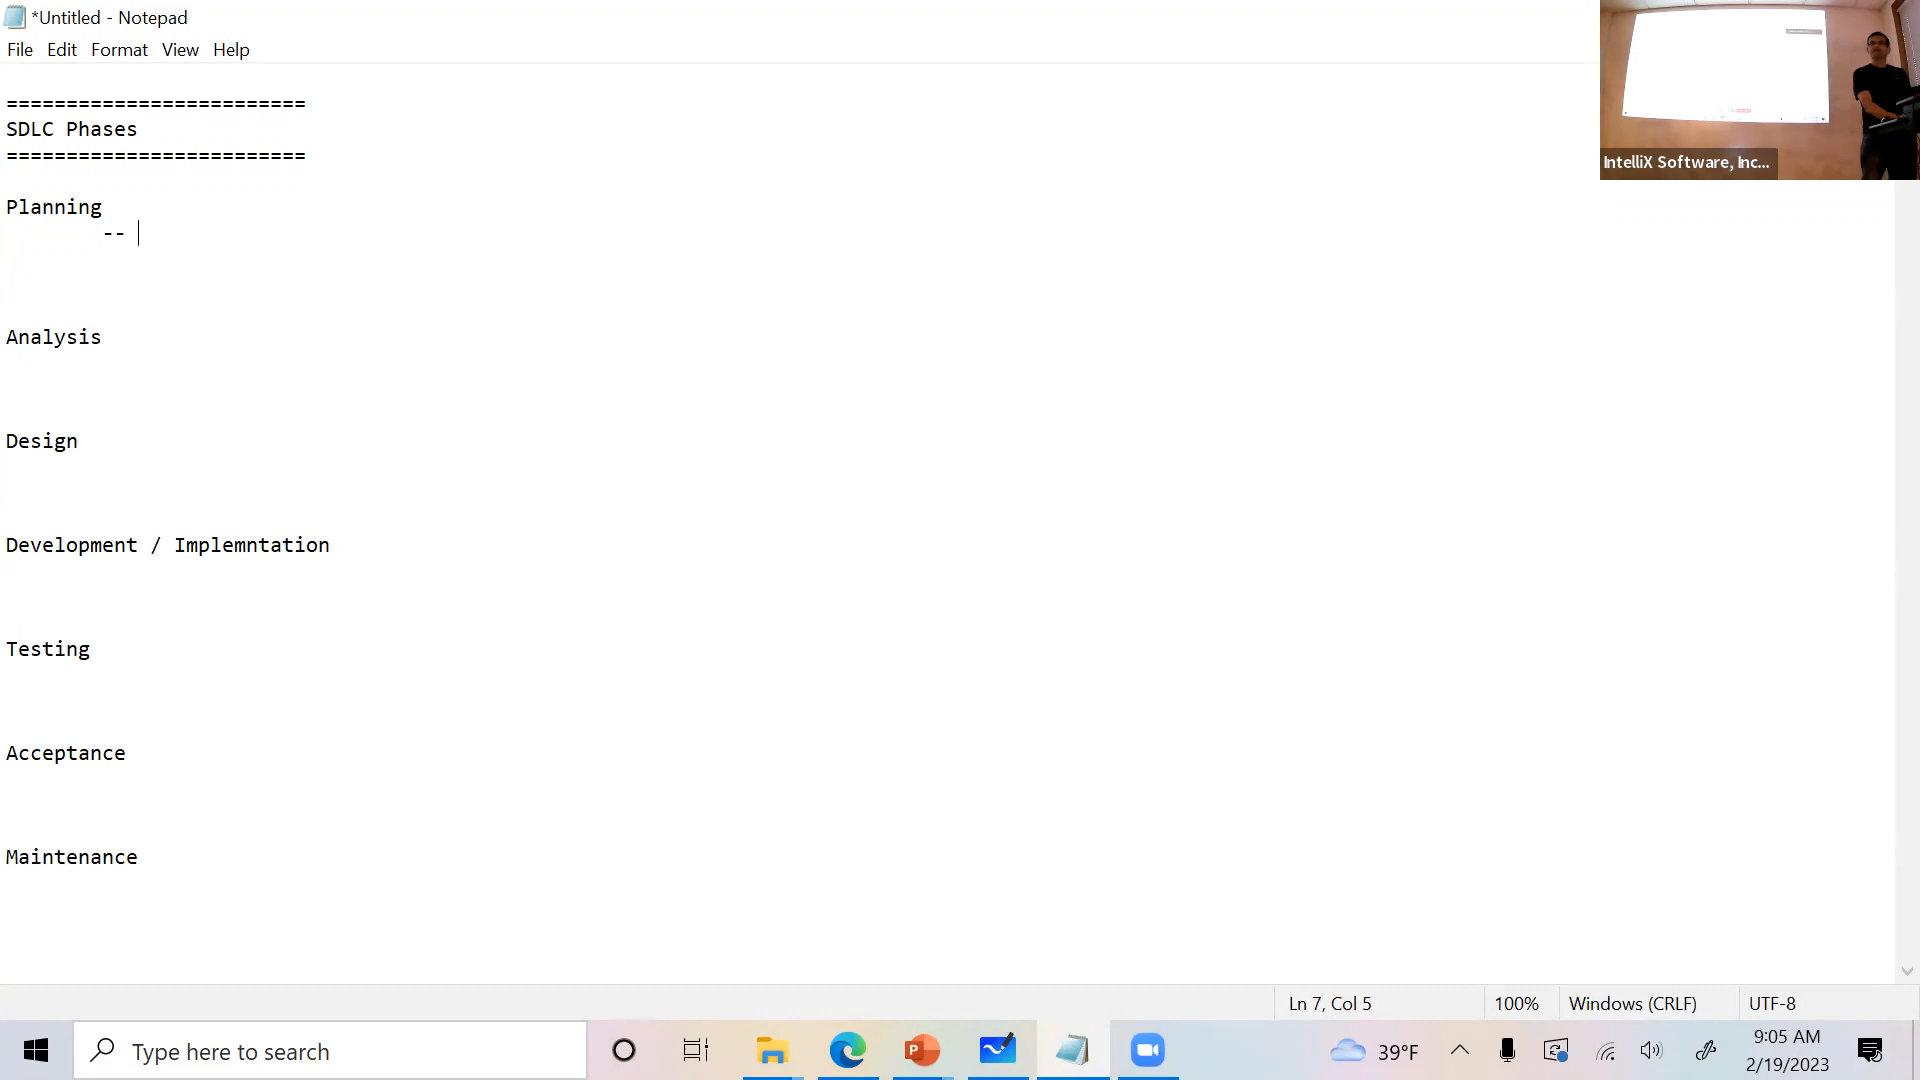 *Untitled - Notepad
File Edit Format View Help
=========================
SDLC Phases
=========================
Planning
-- 
Analysis
Design
Development / Implemntation
Testing
Acceptance
Maintenance
IntelliX Software, Inc...
Ln 7, Col 5
100%
Windows (CRLF)
UTF-8
Type here to search
39°F
9:05 AM
2/19/2023